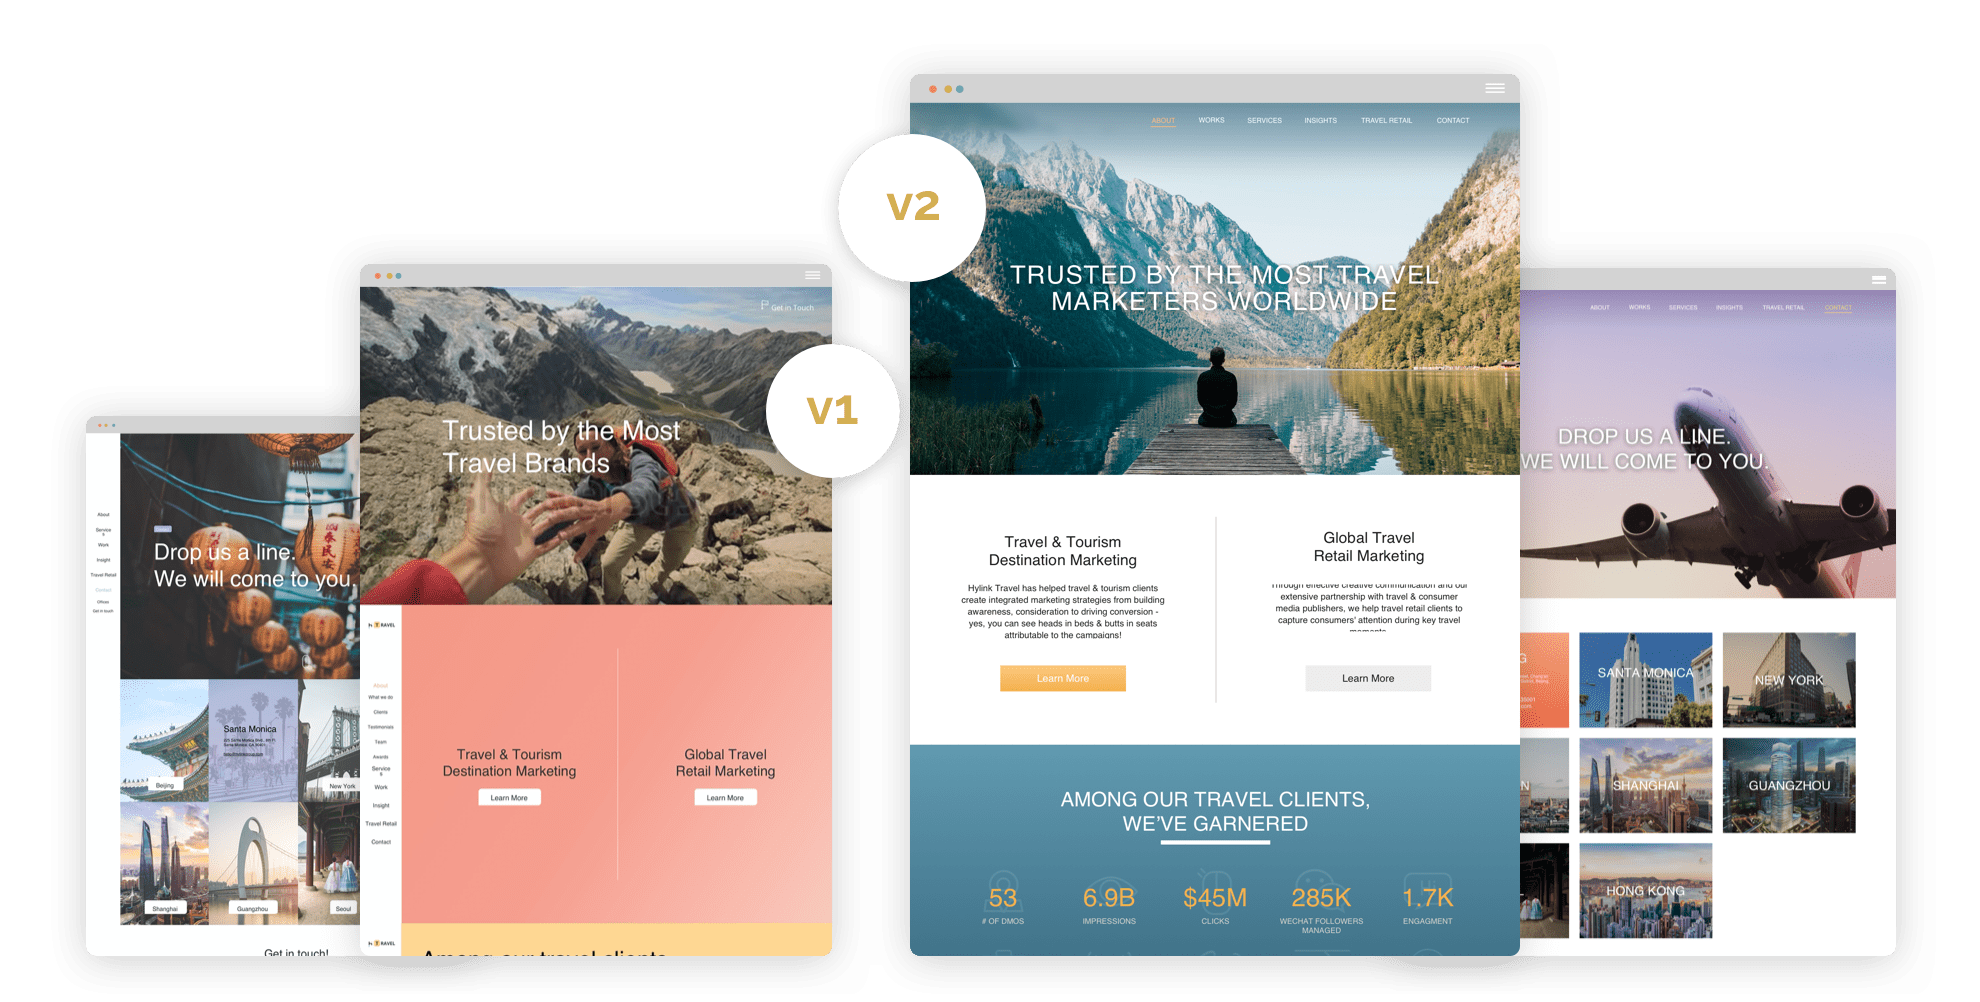 About
Service
s
Work
Insight
Travel Retail
Contact
Offices
Get in touch
Drop us a line.
We will come to you.
Santa Monica
Beijing
New York
Shanghai
Guangzhou
Seoul
Get in touch!
v1
Get in Touch
Trusted by the Most
Travel Brands
TRAVEL
About
What we do
Clients
Testimonials
Team
Awards
Service
s
Work
Insight
Travel Retail
Contact
TRAVEL
Travel & Tourism
Destination Marketing
Learn More
Global Travel
Retail Marketing
Learn More
Among our travel clients
v2
ABOUT WORKS SERVICES INSIGHTS TRAVEL RETAIL CONTACT
TRUSTED BY THE MOST TRAVEL
MARKETERS WORLDWIDE
Travel & Tourism
Destination Marketing
Hylink Travel has helped travel & tourism clients
create integrated marketing strategies from building
awareness, consideration to driving conversion -
yes, you can see heads in beds & butts in seats
attributable to the campaigns!
Learn More
Global Travel
Retail Marketing
Through effective creative communication and our
extensive partnership with travel & consumer
media publishers, we help travel retail clients to
capture consumers' attention during key travel
moments
Learn More
AMONG OUR TRAVEL CLIENTS,
WE'VE GARNERED
53 6.9B $45M 285K 1.7K
# OF DMOS IMPRESSIONS CLICKS WECHAT FOLLOWERS ENGAGMENT
MANAGED
ABOUT WORKS SERVICES INSIGHTS TRAVEL RETAIL CONTACT
DROP US A LINE.
WE WILL COME TO YOU.
G
SANTA MONICA
NEW YORK
N
SHANGHAI
GUANGZHOU
HONG KONG